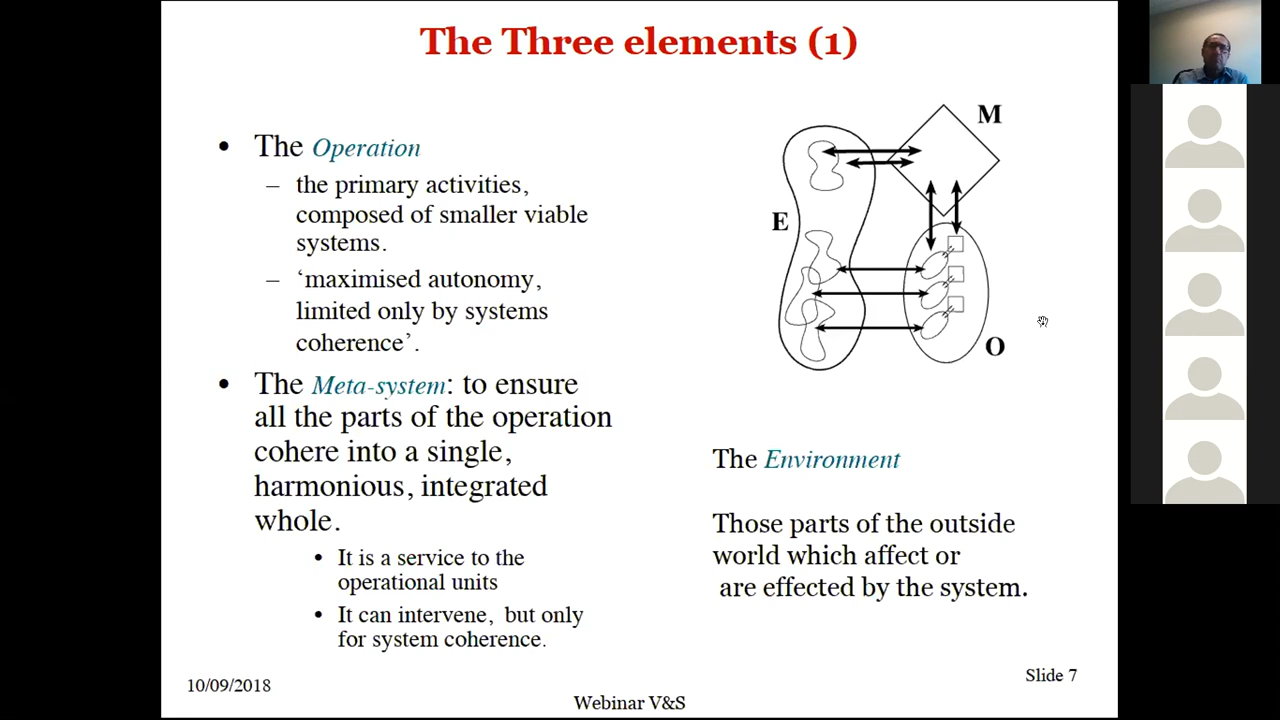 The Three elements (1)
• The Operation
– the primary activities,
composed of smaller viable
systems.
– ‘maximised autonomy,
limited only by systems
coherence’.
• The Meta-system: to ensure
all the parts of the operation
cohere into a single,
harmonious, integrated
whole.
• It is a service to the
operational units
• It can intervene, but only
for system coherence.
M
E
O
The Environment
Those parts of the outside
world which affect or
are effected by the system.
10/09/2018
Webinar V&S
Slide 7